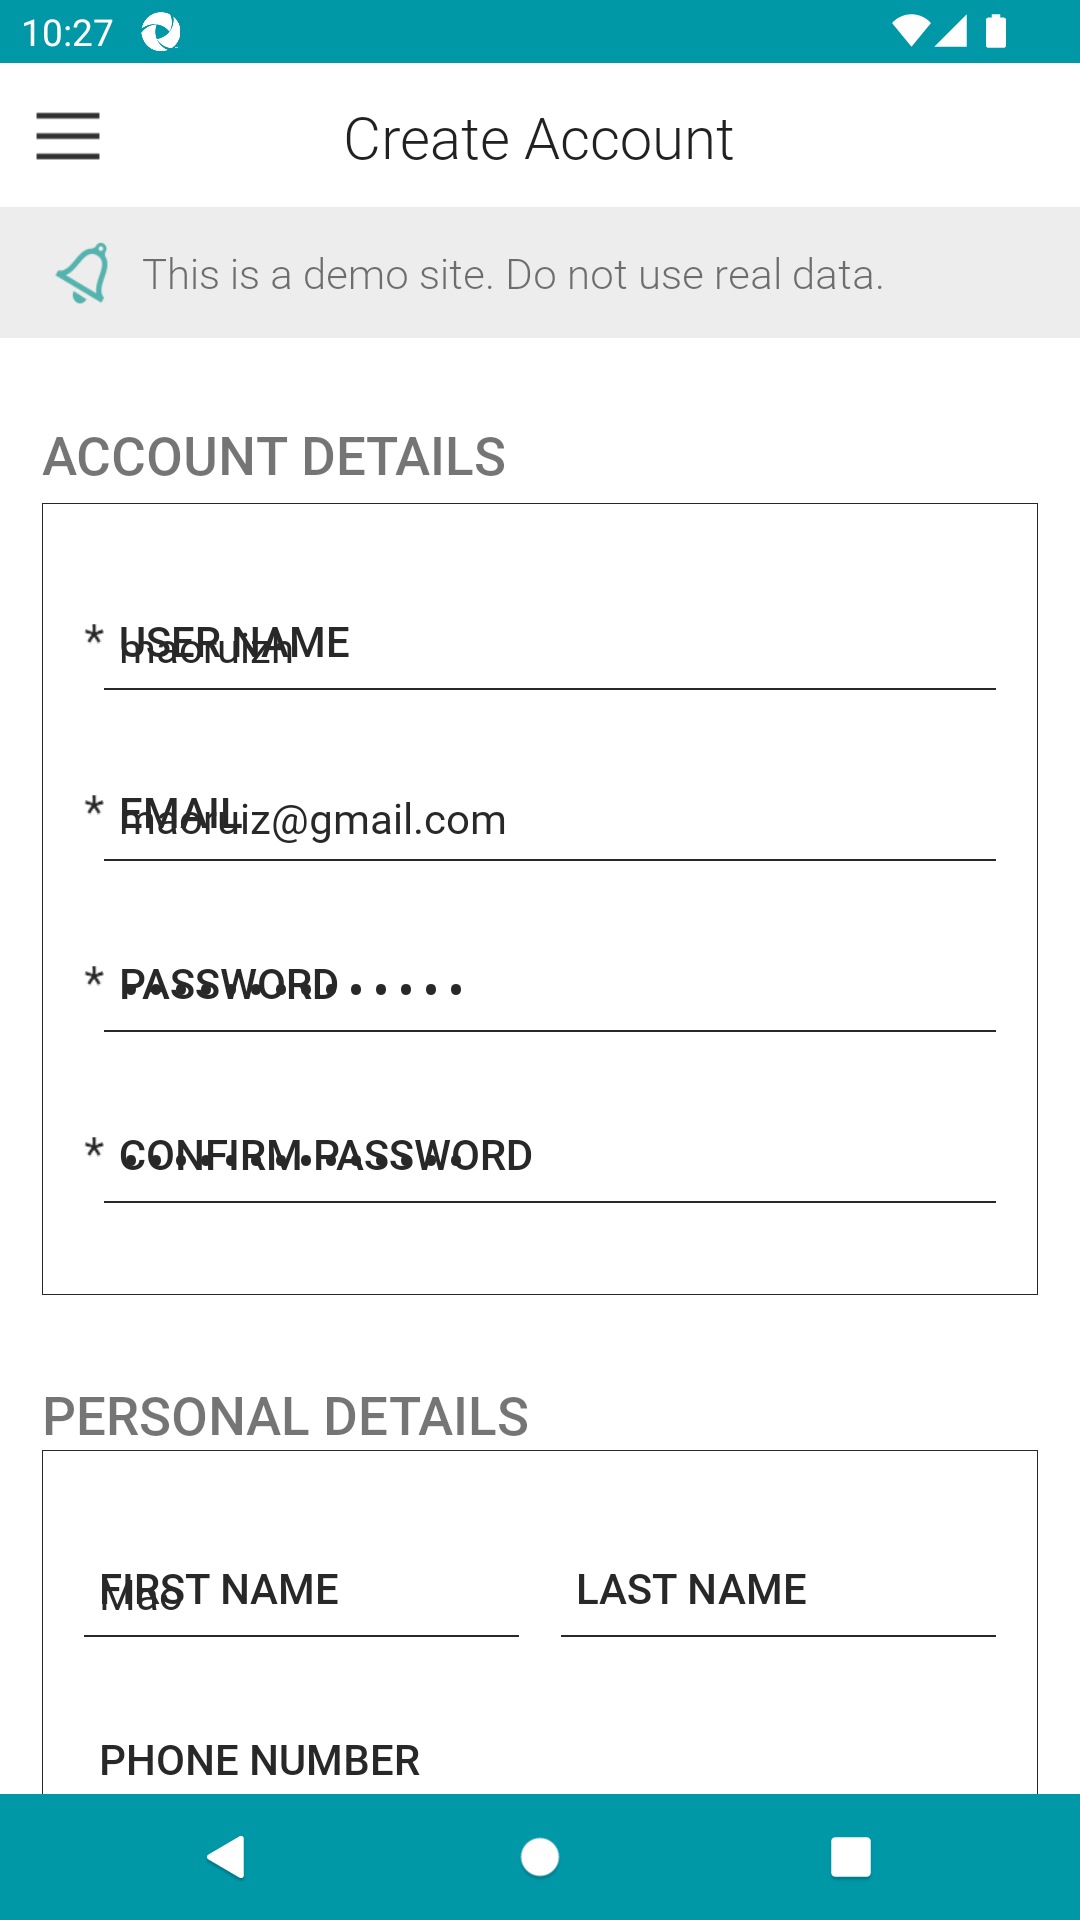 10:27
Create Account
This is a demo site. Do not use real data.
ACCOUNT DETAILS
* USER NAME
maoruizh
* EMAIL
maoruiz@gmail.com
* PASSWORD
••••••••••••••
* CONFIRM PASSWORD
••••••••••••••
PERSONAL DETAILS
FIRST NAME LAST NAME
Mao
PHONE NUMBER